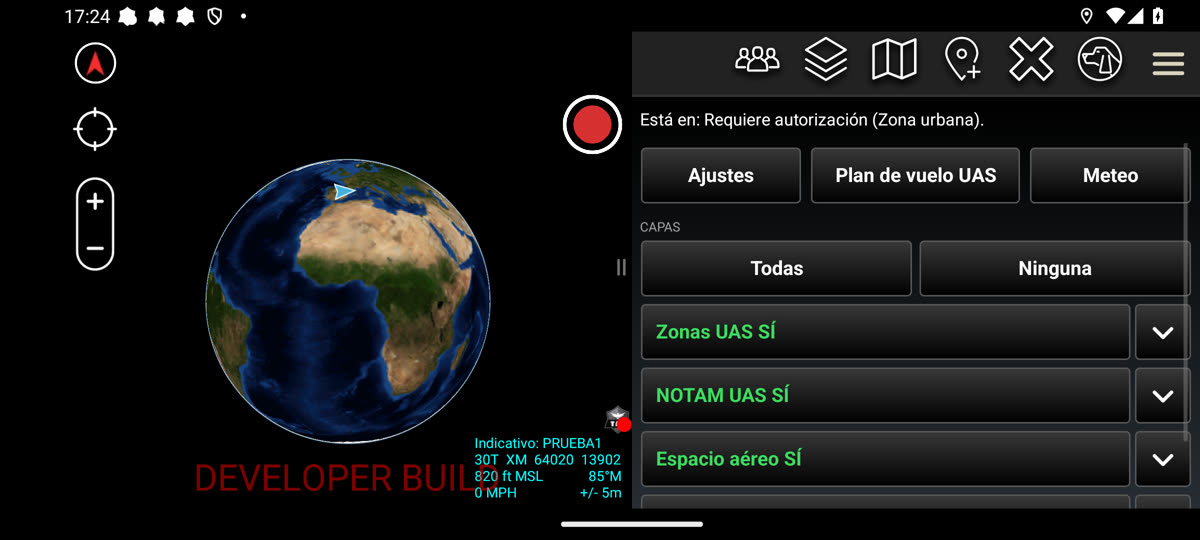 17:24
Está en: Requiere autorización (Zona urbana).
Ajustes
Plan de vuelo UAS
Meteo
CAPAS
Todas
Ninguna
Zonas UAS SÍ
NOTAM UAS SÍ
Espacio aéreo SÍ
Indicativo: PRUEBA1
30T XM 64020 13902
820 ft MSL 85°M
0 MPH +/- 5m
DEVELOPER BUILD